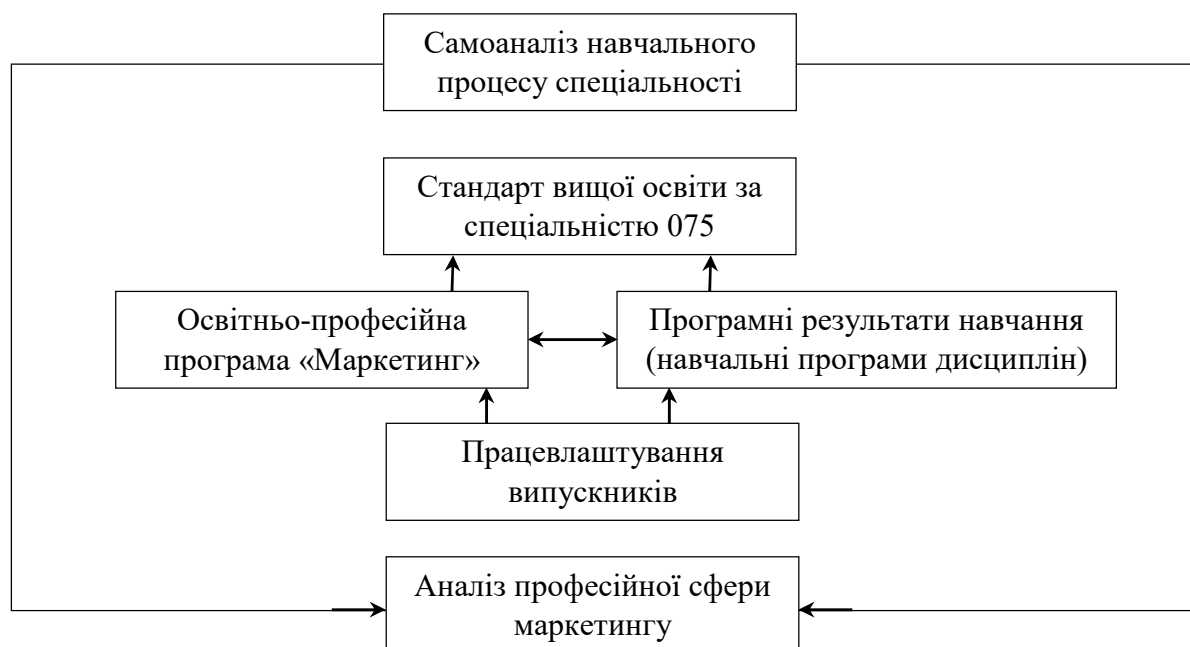 Самоаналіз навчального
процесу спеціальності
Стандарт вищої освіти за
спеціальністю 075
Освітньо-професійна
програма «Маркетинг»
Програмні результати навчання
(навчальні програми дисциплін)
Працевлаштування
випускників
Аналіз професійної сфери
маркетингу